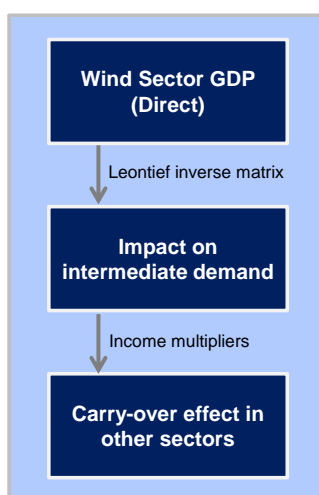 Wind Sector GDP
(Direct)
Leontief inverse matrix
Impact on
intermediate demand
Income multipliers
Carry-over effect in
other sectors